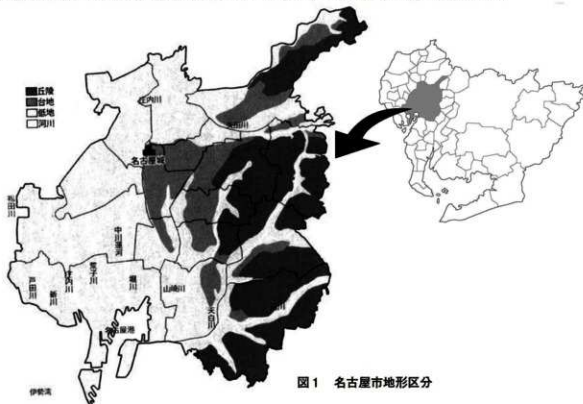 丘陵
台地
低地
河川
庄内川
矢田川
名古屋城
中川運河
戸田川
新川
庄内川
荒子川
堀川
山崎川
天白川
名古屋港
伊勢湾
図1 名古屋市地形区分